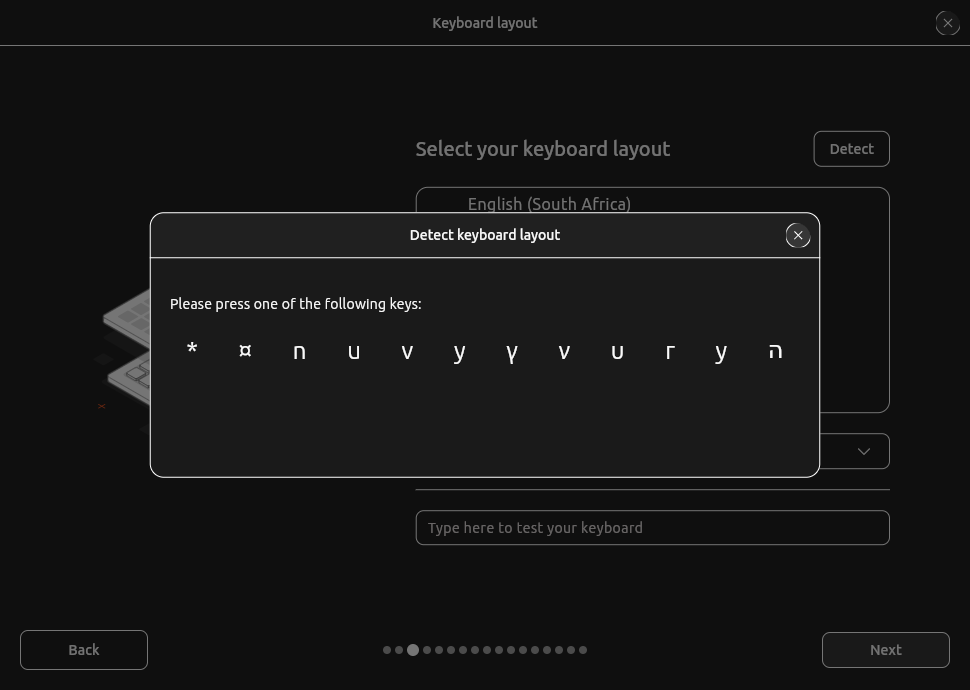 Keyboard layout
Select your keyboard layout
Detect
English (South Africa)
Detect keyboard layout
Please press one of the following keys:
* ¤ ո u v y γ ν u r у ה
Type here to test your keyboard
Back
Next